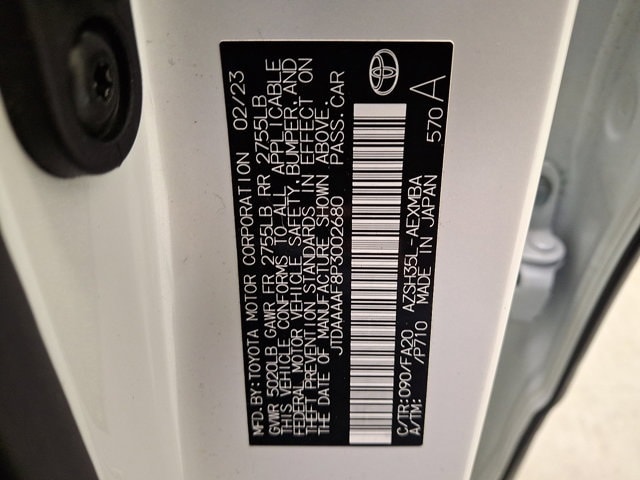 MFD.BY:TOYOTA MOTOR CORPORATION 02/23
GVWR 5020LB GAWR FR 2755LB RR 2755LB
THIS VEHICLE CONFORMS TO ALL APPLICABLE
FEDERAL MOTOR VEHICLE SAFETY, BUMPER,AND
THEFT PREVENTION STANDARDS IN EFFECT ON
THE DATE OF MANUFACTURE SHOWN ABOVE.
JTDAAAAF8P3002680 PASS.CAR
C/TR:090/FA20 AZSH35L-AEXMBA
A/TM: /P710 MADE IN JAPAN 570 A